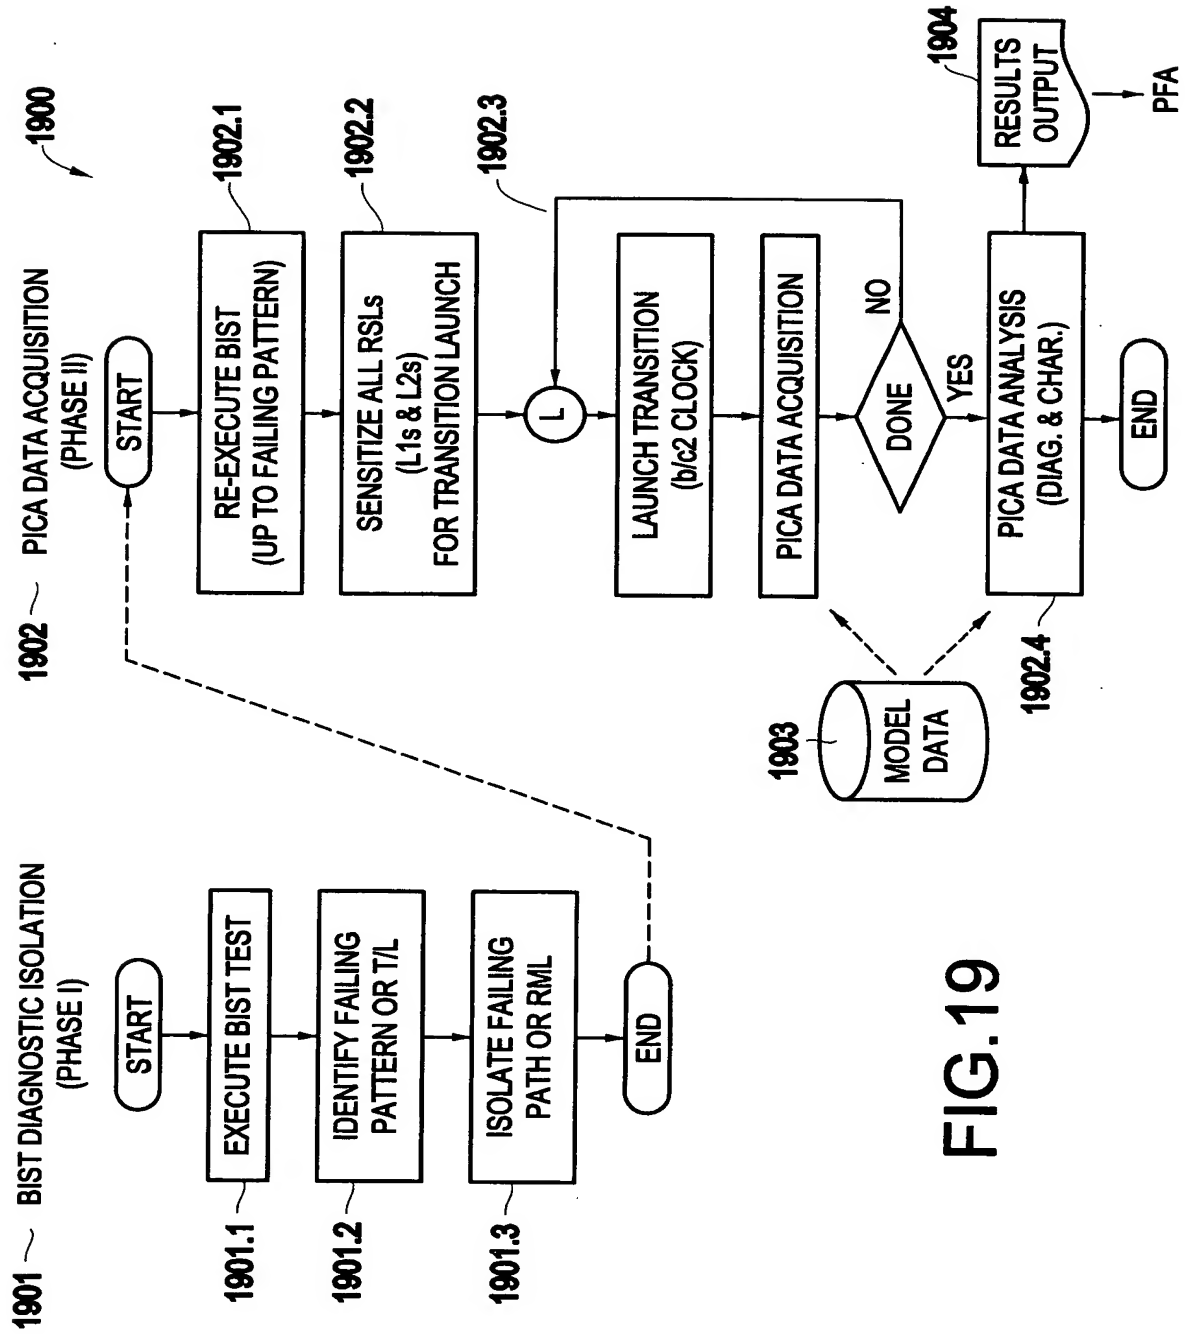 1900
1901
BIST DIAGNOSTIC ISOLATION
(PHASE I)
START
1901.1
EXECUTE BIST TEST
1901.2
IDENTIFY FAILING
PATTERN OR T/L
1901.3
ISOLATE FAILING
PATH OR RML
END
1902
PICA DATA ACQUISITION
(PHASE II)
START
1902.1
RE-EXECUTE BIST
(UP TO FAILING PATTERN)
1902.2
SENSITIZE ALL RSLs
(L1s & L2s)
FOR TRANSITION LAUNCH
1902.3
L
LAUNCH TRANSITION
(b/c2 CLOCK)
PICA DATA ACQUISITION
DONE
NO
YES
1903
MODEL
DATA
1902.4
PICA DATA ANALYSIS
(DIAG. & CHAR.)
END
1904
RESULTS
OUTPUT
PFA
FIG.19